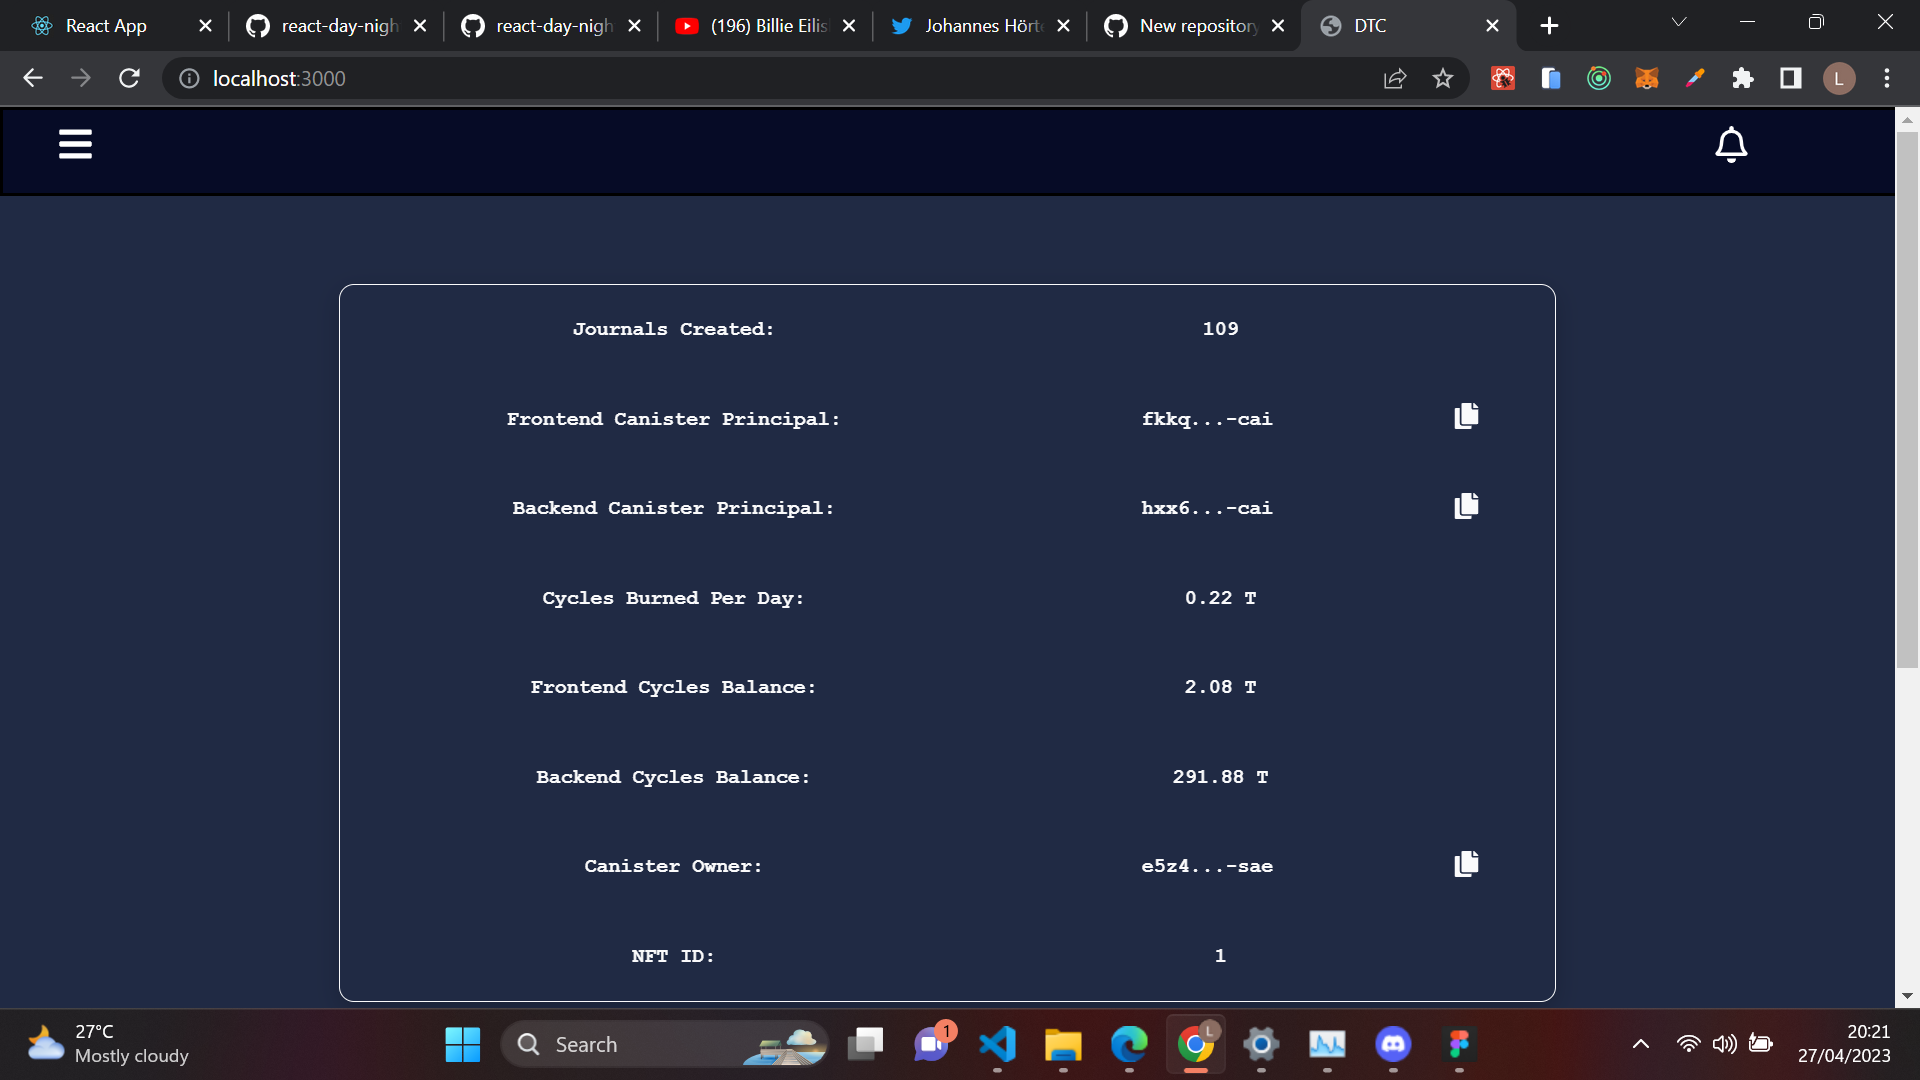 React App
react-day-nigh
react-day-nigh
(196) Billie Eilis
Johannes Hörte
New repository
DTC
localhost:3000
L
Journals Created: 109
Frontend Canister Principal: fkkq...-cai
Backend Canister Principal: hxx6...-cai
Cycles Burned Per Day: 0.22 T
Frontend Cycles Balance: 2.08 T
Backend Cycles Balance: 291.88 T
Canister Owner: e5z4...-sae
NFT ID: 1
27°C
Mostly cloudy
Search
1
L
20:21
27/04/2023